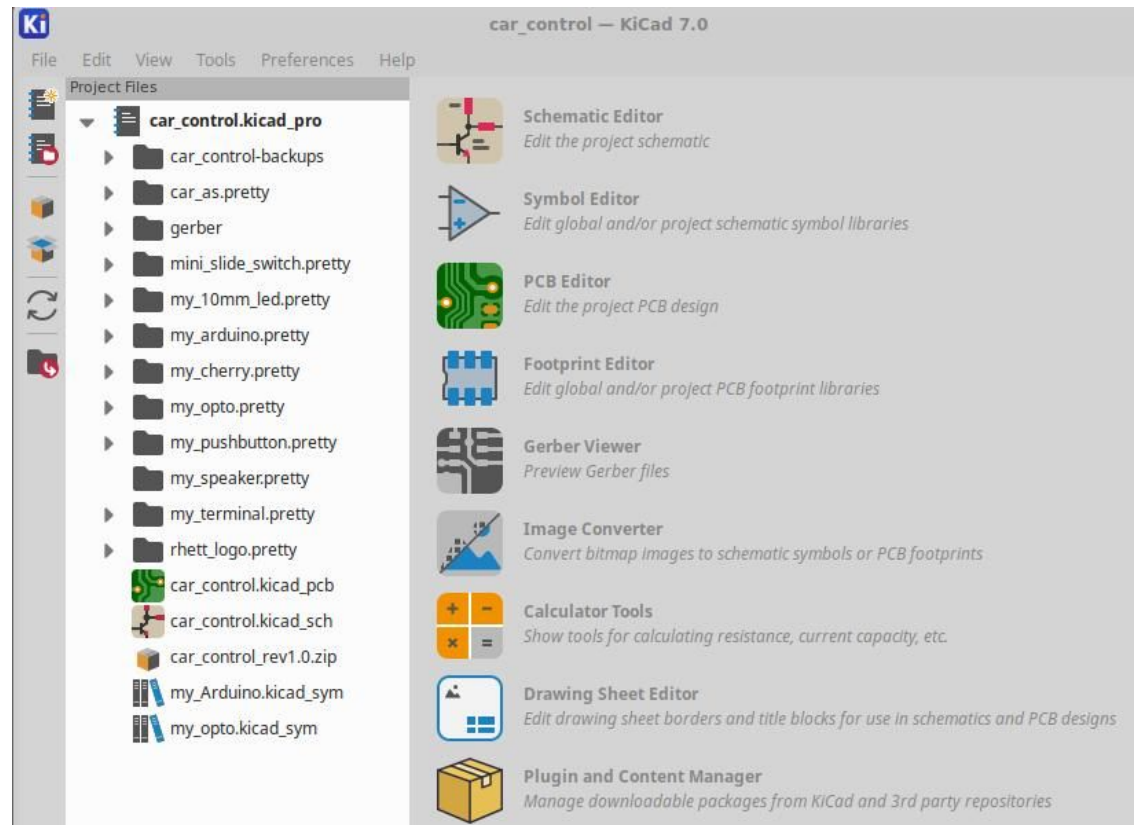 Ki
car_control — KiCad 7.0
File Edit View Tools Preferences Help
Project Files
car_control.kicad_pro
car_control-backups
car_as.pretty
gerber
mini_slide_switch.pretty
my_10mm_led.pretty
my_arduino.pretty
my_cherry.pretty
my_opto.pretty
my_pushbutton.pretty
my_speaker.pretty
my_terminal.pretty
rhett_logo.pretty
car_control.kicad_pcb
car_control.kicad_sch
car_control_rev1.0.zip
my_Arduino.kicad_sym
my_opto.kicad_sym
Schematic Editor
Edit the project schematic
Symbol Editor
Edit global and/or project schematic symbol libraries
PCB Editor
Edit the project PCB design
Footprint Editor
Edit global and/or project PCB footprint libraries
Gerber Viewer
Preview Gerber files
Image Converter
Convert bitmap images to schematic symbols or PCB footprints
Calculator Tools
Show tools for calculating resistance, current capacity, etc.
Drawing Sheet Editor
Edit drawing sheet borders and title blocks for use in schematics and PCB designs
Plugin and Content Manager
Manage downloadable packages from KiCad and 3rd party repositories